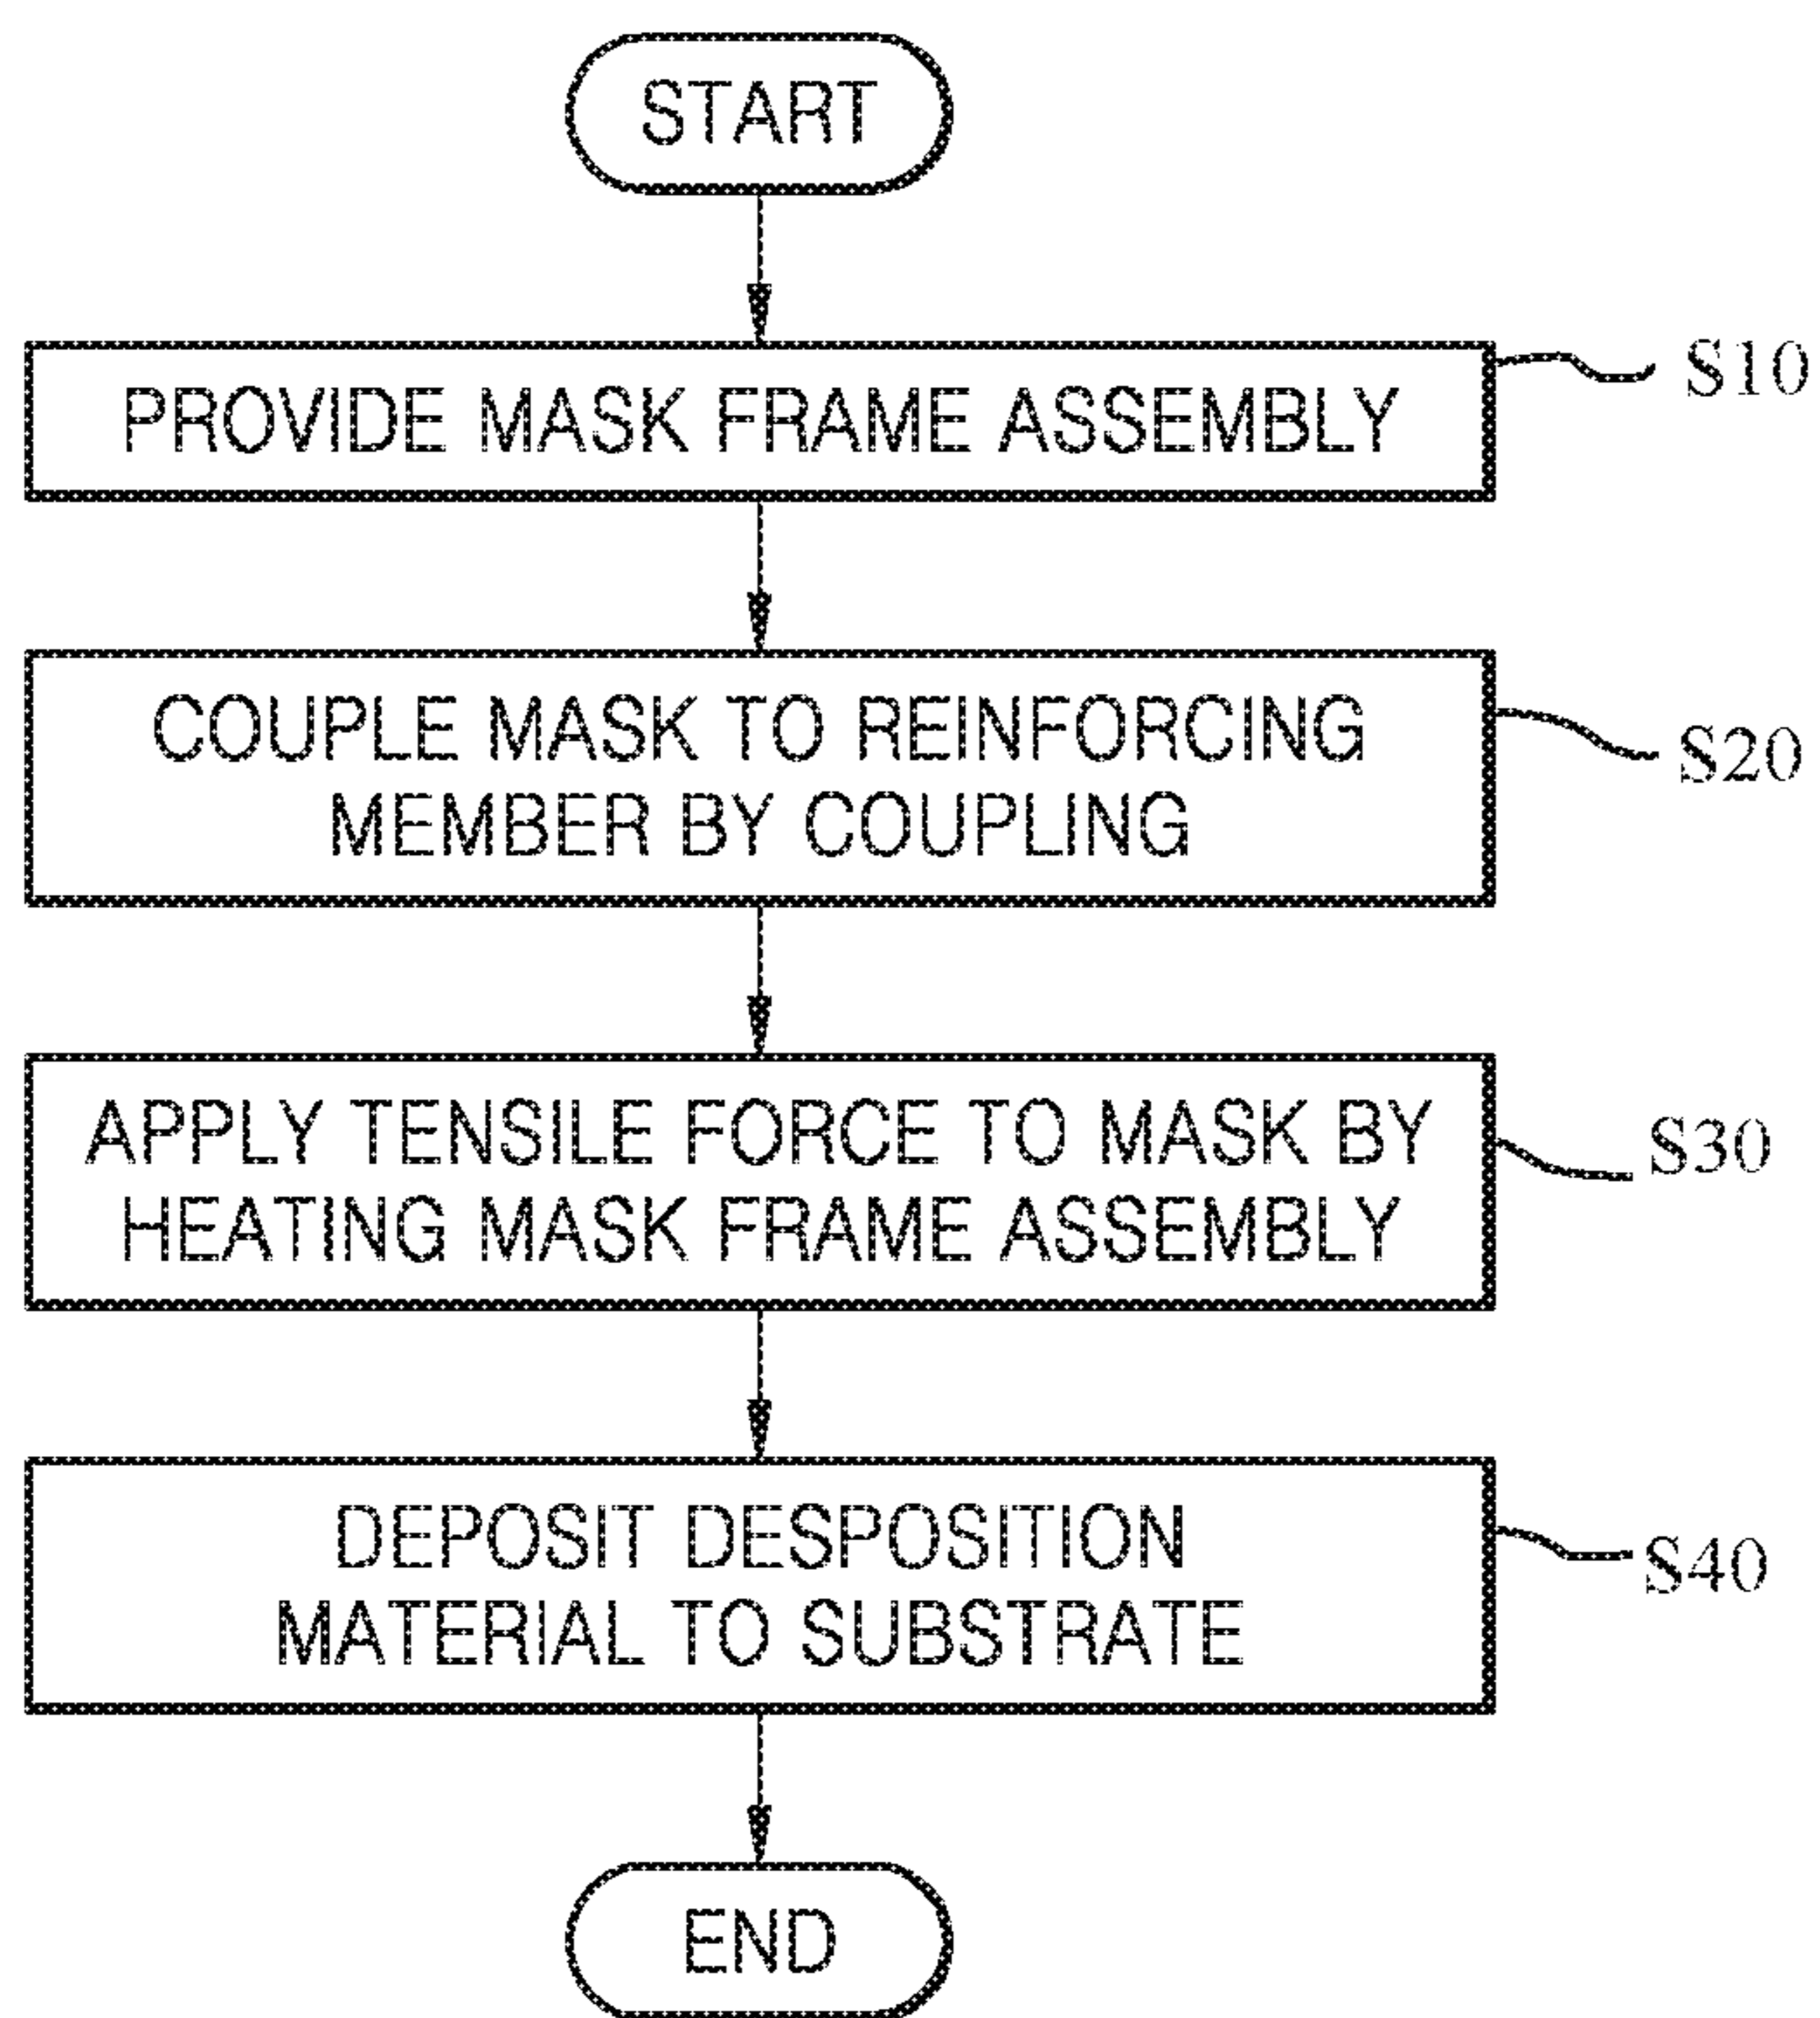 START
PROVIDE MASK FRAME ASSEMBLY
S10
COUPLE MASK TO REINFORCING
MEMBER BY COUPLING
S20
APPLY TENSILE FORCE TO MASK BY
HEATING MASK FRAME ASSEMBLY
S30
DEPOSIT DESPOSITION
MATERIAL TO SUBSTRATE
S40
END